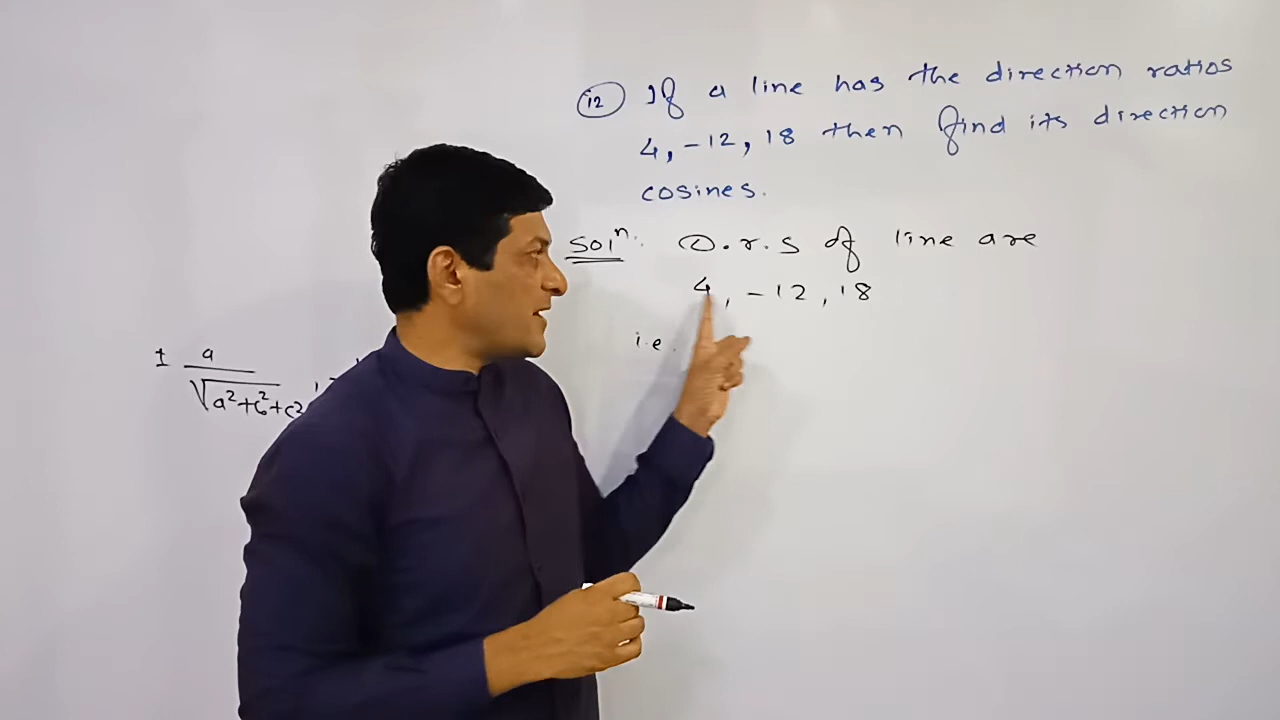 12 If a line has the direction ratios
4, -12, 18 then find its direction
cosines.
Solⁿ. D.r.s of line are
4, -12, 18
i.e.
± a
√a²+b²+c²